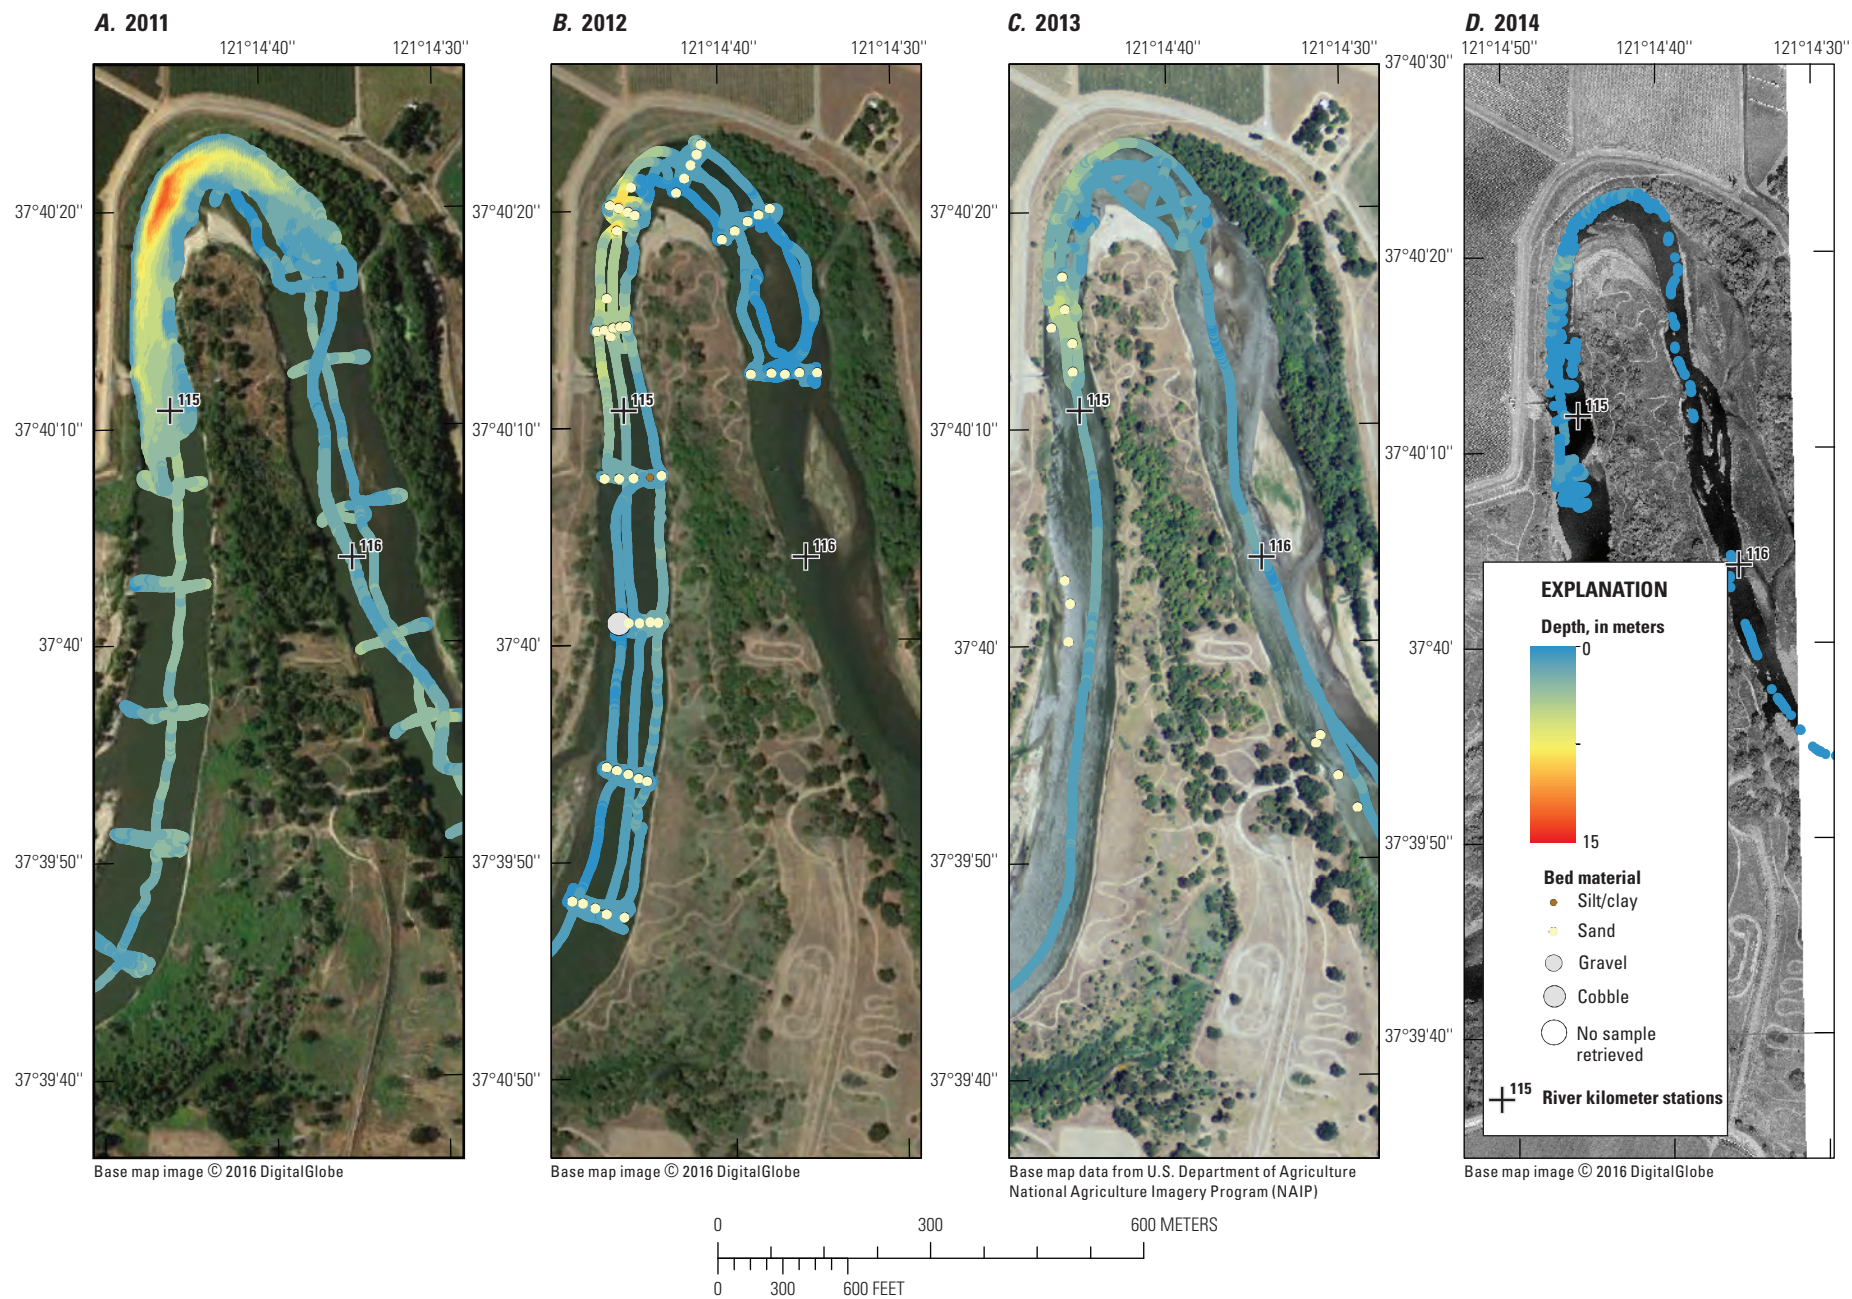 A. 2011
121°14'40"
121°14'30"
37°40'20"
37°40'10"
37°40'
37°39'50"
37°39'40"
115
116
Base map image © 2016 DigitalGlobe
B. 2012
121°14'40"
121°14'30"
37°40'20"
37°40'10"
37°40'
37°39'50"
37°40'50"
115
116
Base map image © 2016 DigitalGlobe
C. 2013
121°14'40"
121°14'30"
37°40'20"
37°40'10"
37°40'
37°39'50"
37°39'40"
115
116
Base map data from U.S. Department of Agriculture
National Agriculture Imagery Program (NAIP)
D. 2014
121°14'50"
121°14'40"
121°14'30"
37°40'30"
37°40'20"
37°40'10"
37°40'
37°39'50"
37°39'40"
115
116
EXPLANATION
Depth, in meters
0
15
Bed material
Silt/clay
Sand
Gravel
Cobble
No sample
retrieved
115
River kilometer stations
Base map image © 2016 DigitalGlobe
0 300 600 METERS
0 300 600 FEET